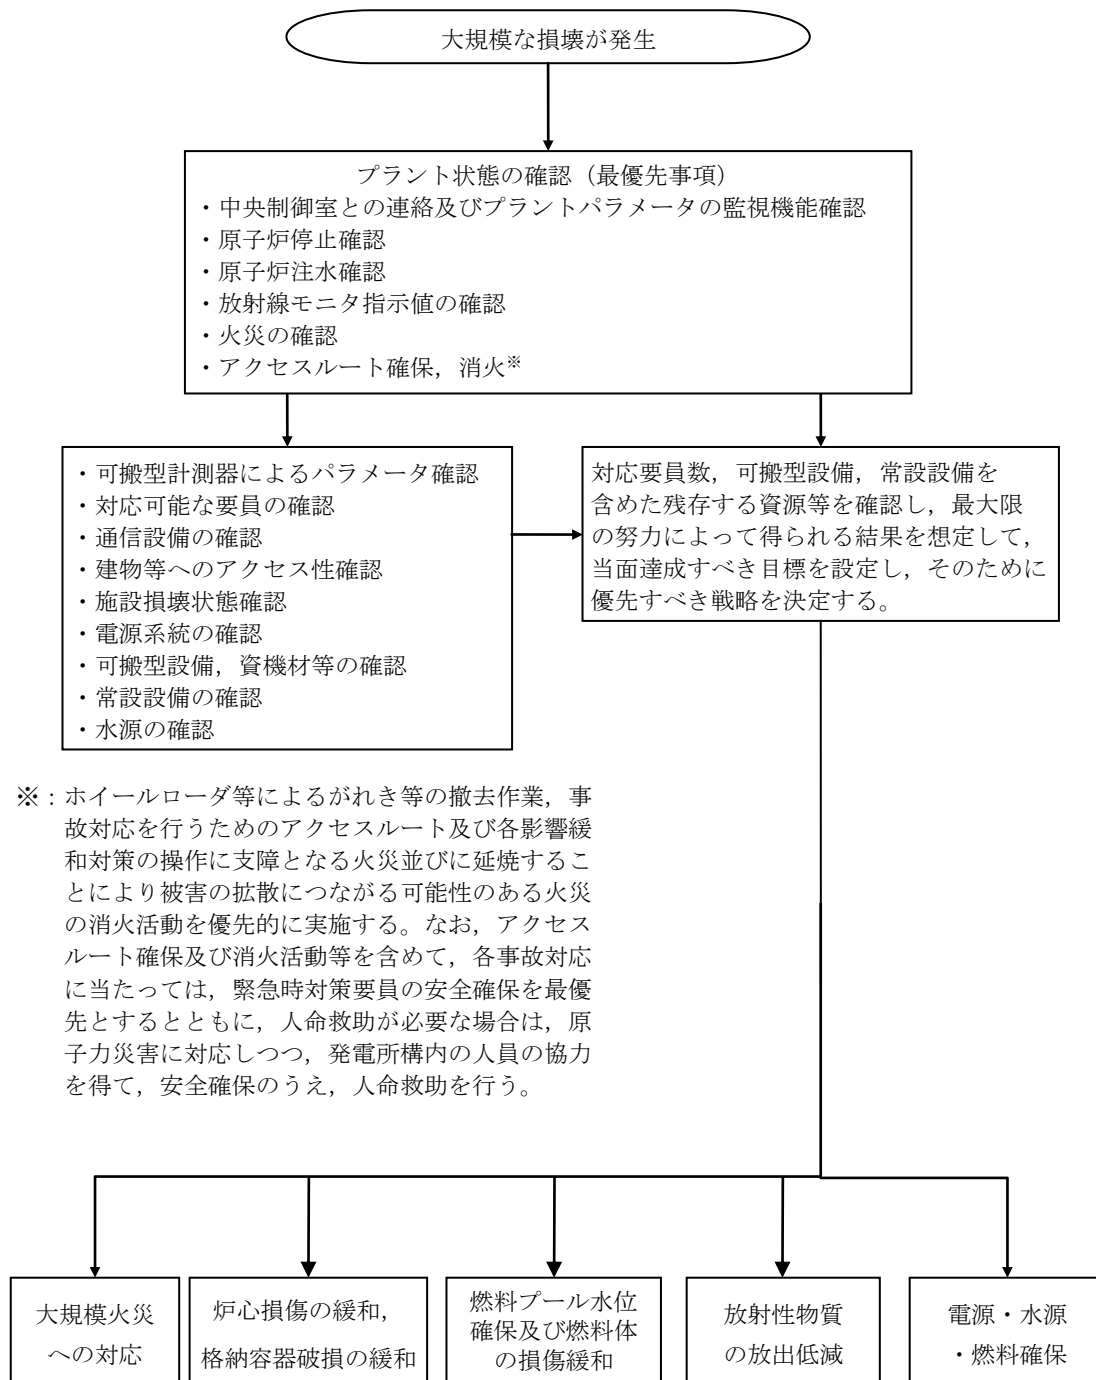 大規模な損壊が発生
プラント状態の確認（最優先事項）
・中央制御室との連絡及びプラントパラメータの監視機能確認
・原子炉停止確認
・原子炉注水確認
・放射線モニタ指示値の確認
・火災の確認
・アクセスルート確保，消火※
・可搬型計測器によるパラメータ確認
・対応可能な要員の確認
・通信設備の確認
・建物等へのアクセス性確認
・施設損壊状態確認
・電源系統の確認
・可搬型設備，資機材等の確認
・常設設備の確認
・水源の確認
対応要員数，可搬型設備，常設設備を
含めた残存する資源等を確認し，最大限
の努力によって得られる結果を想定して，
当面達成すべき目標を設定し，そのために
優先すべき戦略を決定する。
※：ホイールローダ等によるがれき等の撤去作業，事
故対応を行うためのアクセスルート及び各影響緩
和対策の操作に支障となる火災並びに延焼するこ
とにより被害の拡散につながる可能性のある火災
の消火活動を優先的に実施する。なお，アクセス
ルート確保及び消火活動等を含めて，各事故対応
に当たっては，緊急時対策要員の安全確保を最優
先とするとともに，人命救助が必要な場合は，原
子力災害に対応しつつ，発電所構内の人員の協力
を得て，安全確保のうえ，人命救助を行う。
大規模火災
への対応
炉心損傷の緩和，
格納容器破損の緩和
燃料プール水位
確保及び燃料体
の損傷緩和
放射性物質
の放出低減
電源・水源
・燃料確保